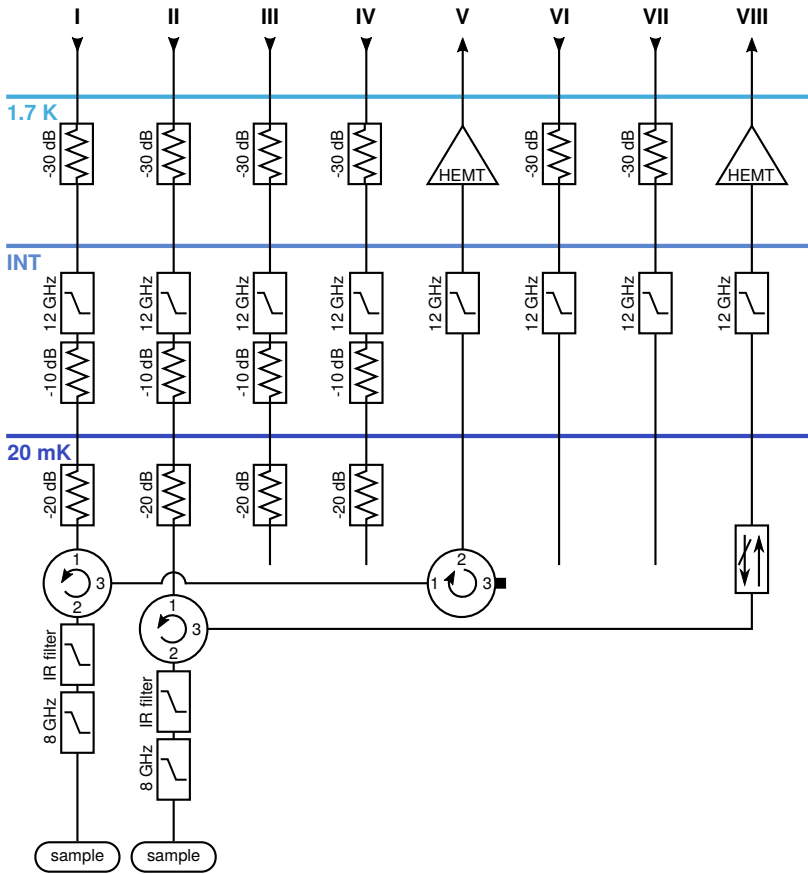 I II III IV V VI VII VIII
1.7 K
-30 dB -30 dB -30 dB -30 dB HEMT -30 dB -30 dB HEMT
INT
12 GHz 12 GHz 12 GHz 12 GHz 12 GHz 12 GHz 12 GHz 12 GHz
-10 dB -10 dB -10 dB -10 dB
20 mK
-20 dB -20 dB -20 dB -20 dB
1 2
3 1 3
2 1
3
2
IR filter
IR filter
8 GHz
8 GHz
sample sample